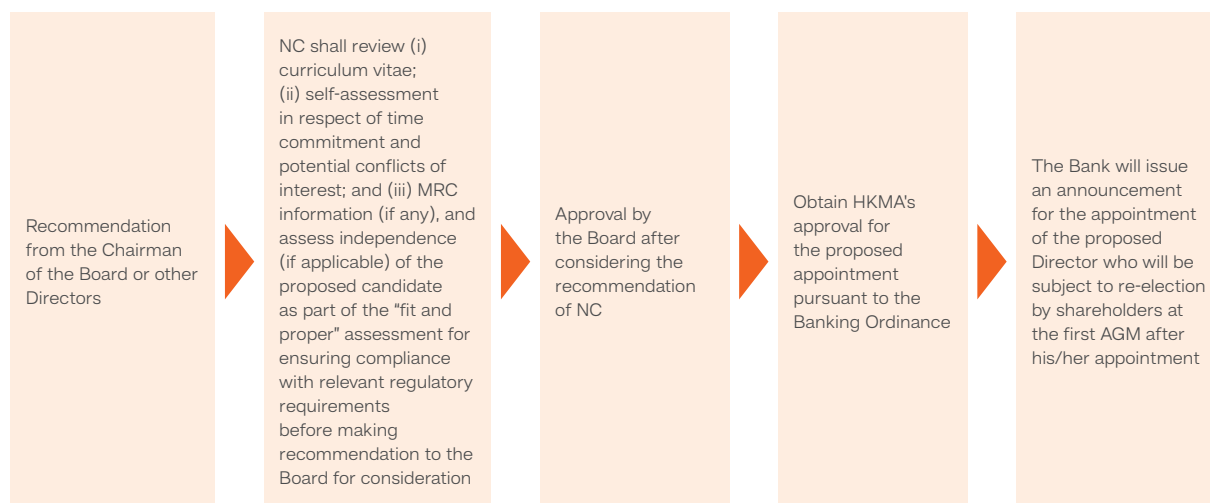 Recommendation
from the Chairman
of the Board or other
Directors
NC shall review (i)
curriculum vitae;
(ii) self-assessment
in respect of time
commitment and
potential conflicts of
interest; and (iii) MRC
information (if any), and
assess independence
(if applicable) of the
proposed candidate
as part of the "fit and
proper" assessment for
ensuring compliance
with relevant regulatory
requirements
before making
recommendation to the
Board for consideration
Approval by
the Board after
considering the
recommendation
of NC
Obtain HKMA's
approval for
the proposed
appointment
pursuant to the
Banking Ordinance
The Bank will issue
an announcement
for the appointment
of the proposed
Director who will be
subject to re-election
by shareholders at
the first AGM after
his/her appointment